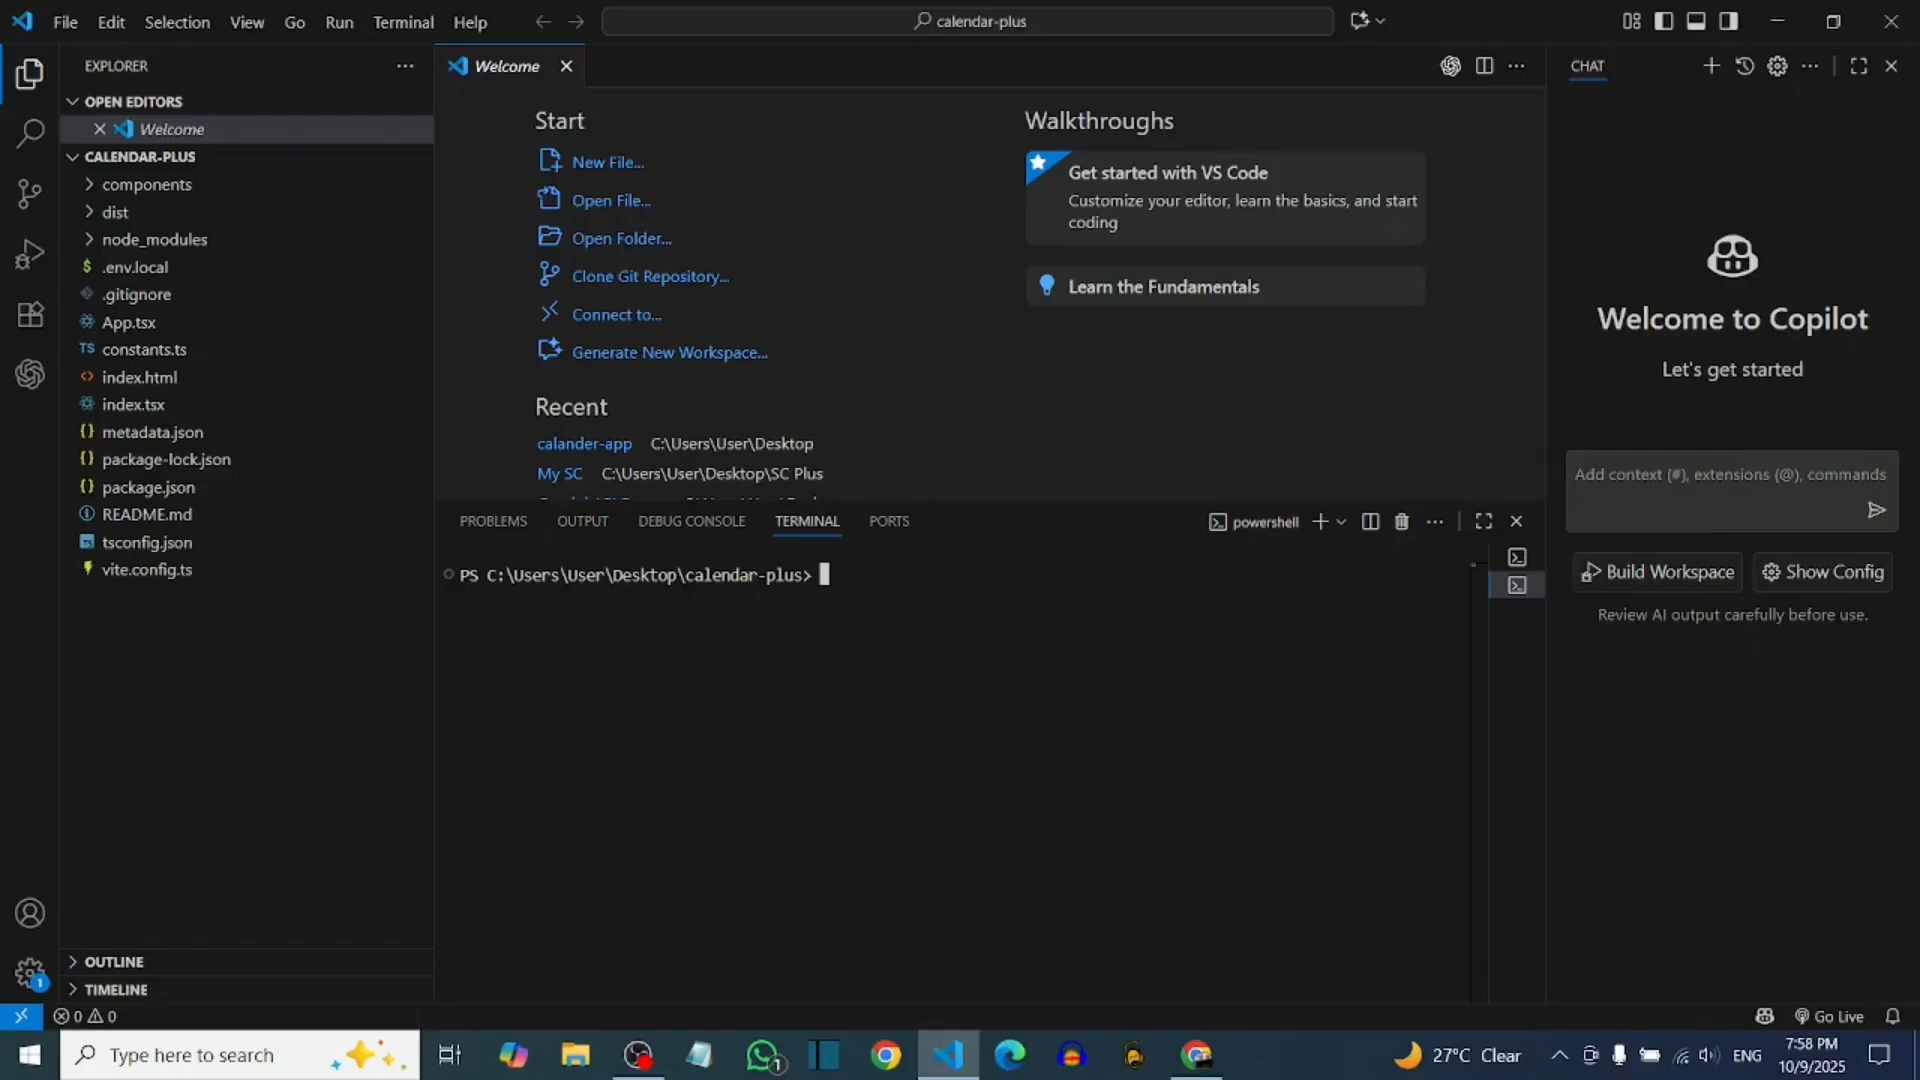 File Edit Selection View Go Run Terminal Help
calendar-plus
EXPLORER
OPEN EDITORS
Welcome
CALENDAR-PLUS
components
dist
node_modules
.env.local
.gitignore
App.tsx
TS constants.ts
index.html
index.tsx
metadata.json
package-lock.json
package.json
README.md
tsconfig.json
vite.config.ts
OUTLINE
TIMELINE
Welcome
Start
New File...
Open File...
Open Folder...
Clone Git Repository...
Connect to...
Generate New Workspace...
Recent
calander-app C:\Users\User\Desktop
My SC C:\Users\User\Desktop\SC Plus
Walkthroughs
Get started with VS Code
Customize your editor, learn the basics, and start
coding
Learn the Fundamentals
PROBLEMS OUTPUT DEBUG CONSOLE TERMINAL PORTS
powershell
PS C:\Users\User\Desktop\calendar-plus>
CHAT
Welcome to Copilot
Let's get started
Add context (#), extensions (@), commands
Build Workspace Show Config
Review AI output carefully before use.
1
0 0
Go Live
Type here to search
1
27°C Clear
ENG
7:58 PM
10/9/2025